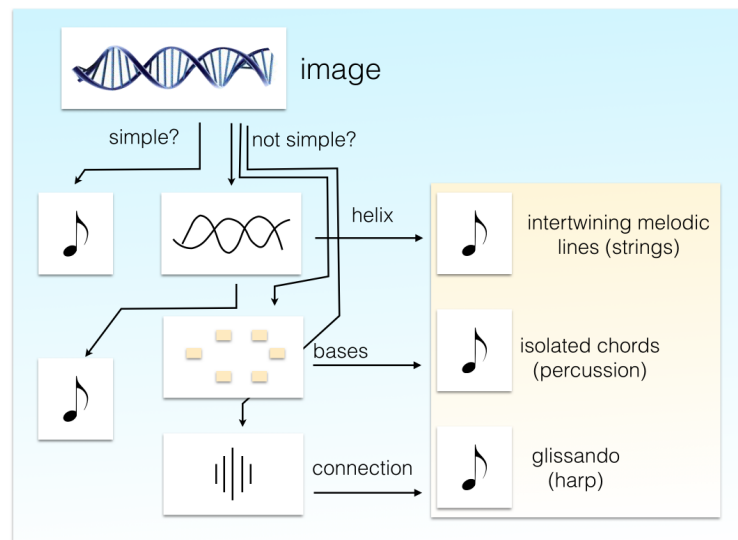 image
simple?
not simple?
helix
intertwining melodic
lines (strings)
bases
isolated chords
(percussion)
connection
glissando
(harp)